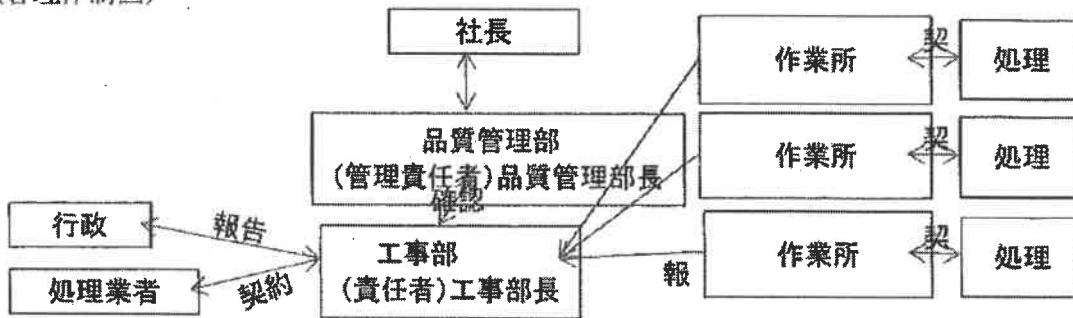 社長
品質管理部
(管理責任者)品質管理部長
確認
工事部
(責任者)工事部長
行政
報告
処理業者
契約
作業所
契
処理
作業所
契
処理
作業所
契
処理
報